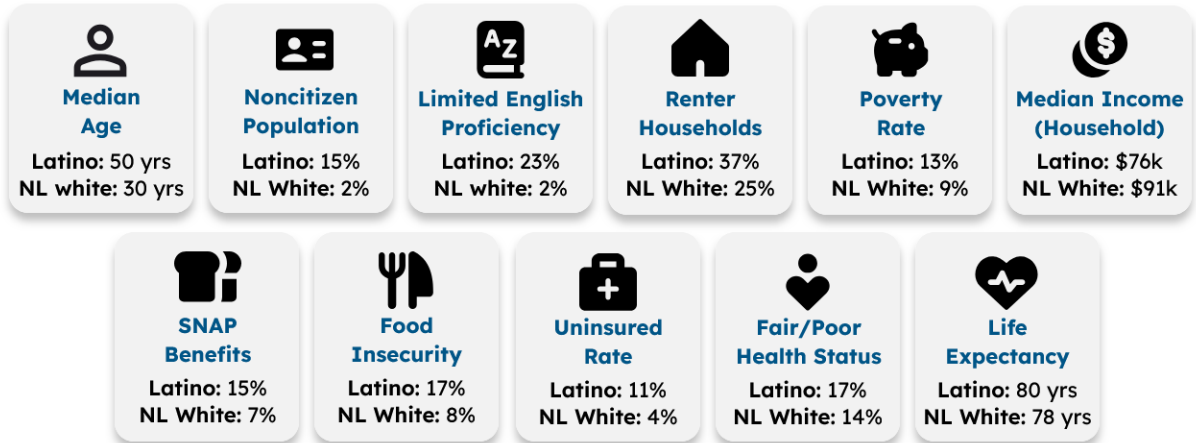 Median
Age
Latino: 50 yrs
NL white: 30 yrs
Noncitizen
Population
Latino: 15%
NL White: 2%
AZ
Limited English
Proficiency
Latino: 23%
NL white: 2%
Renter
Households
Latino: 37%
NL White: 25%
Poverty
Rate
Latino: 13%
NL White: 9%
$
Median Income
(Household)
Latino: $76k
NL White: $91k
SNAP
Benefits
Latino: 15%
NL White: 7%
Food
Insecurity
Latino: 17%
NL White: 8%
Uninsured
Rate
Latino: 11%
NL White: 4%
Fair/Poor
Health Status
Latino: 17%
NL White: 14%
Life
Expectancy
Latino: 80 yrs
NL White: 78 yrs